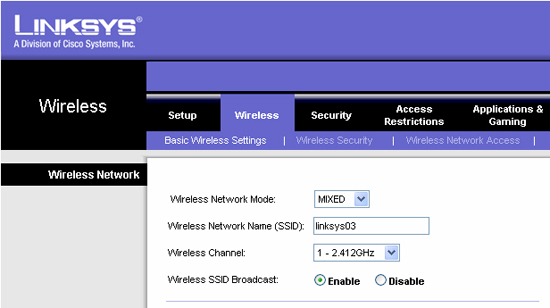 LINKSYS®
A Division of Cisco Systems, Inc.
Wireless
Setup
Wireless
Security
Access Restrictions
Applications & Gaming
Basic Wireless Settings | Wireless Security | Wireless Network Access |
Wireless Network
Wireless Network Mode: MIXED
Wireless Network Name (SSID): linksys03
Wireless Channel: 1 - 2.412GHz
Wireless SSID Broadcast: Enable Disable